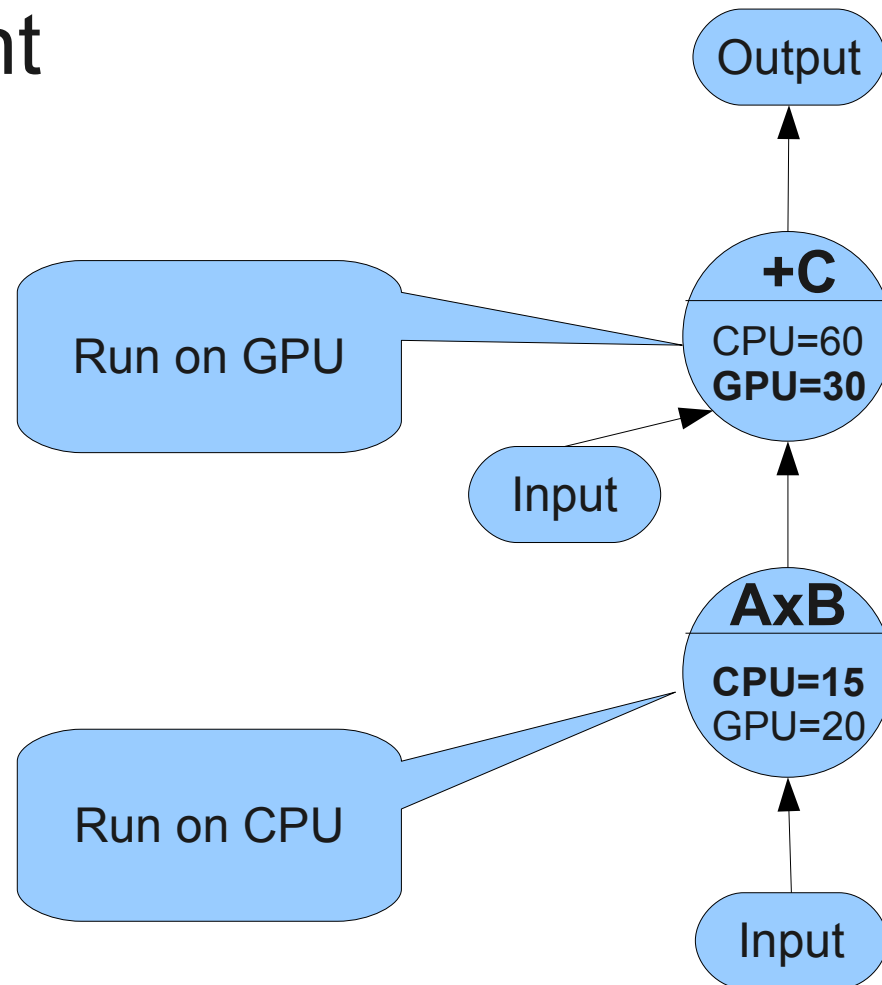 nt
Output
+C
CPU=60
GPU=30
Run on GPU
Input
AxB
CPU=15
GPU=20
Run on CPU
Input